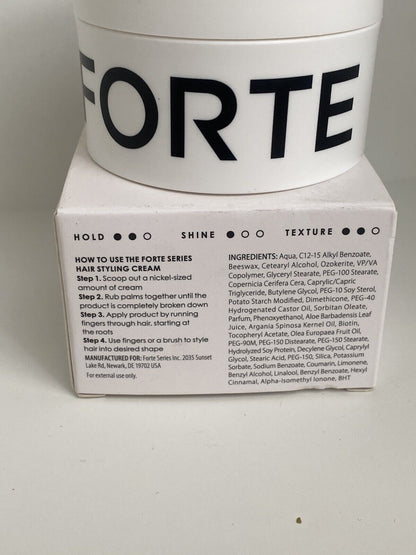 FORTE
HOLD ● ● ○ SHINE ● ○ ○ TEXTURE ● ● ○
HOW TO USE THE FORTE SERIES
HAIR STYLING CREAM
Step 1. Scoop out a nickel-sized
amount of cream
Step 2. Rub palms together until the
product is completely broken down
Step 3. Apply product by running
fingers through hair, starting at
the roots
Step 4. Use fingers or a brush to style
hair into desired shape
MANUFACTURED FOR: Forte Series Inc. 2035 Sunset
Lake Rd, Newark, DE 19702 USA
For external use only.
INGREDIENTS: Aqua, C12-15 Alkyl Benzoate,
Beeswax, Cetearyl Alcohol, Ozokerite, VP/VA
Copolymer, Glyceryl Stearate, PEG-100 Stearate,
Copernicia Cerifera Cera, Caprylic/Capric
Triglyceride, Butylene Glycol, PEG-10 Soy Sterol,
Potato Starch Modified, Dimethicone, PEG-40
Hydrogenated Castor Oil, Sorbitan Oleate,
Parfum, Phenoxyethanol, Aloe Barbadensis Leaf
Juice, Argania Spinosa Kernel Oil, Biotin,
Tocopheryl Acetate, Olea Europaea Fruit Oil,
PEG-90M, PEG-150 Distearate, PEG-150 Stearate,
Hydrolyzed Soy Protein, Decylene Glycol, Caprylyl
Glycol, Stearic Acid, PEG-150, Silica, Potassium
Sorbate, Sodium Benzoate, Coumarin, Limonene,
Benzyl Alcohol, Linalool, Benzyl Benzoate, Hexyl
Cinnamal, Alpha-Isomethyl Ionone, BHT